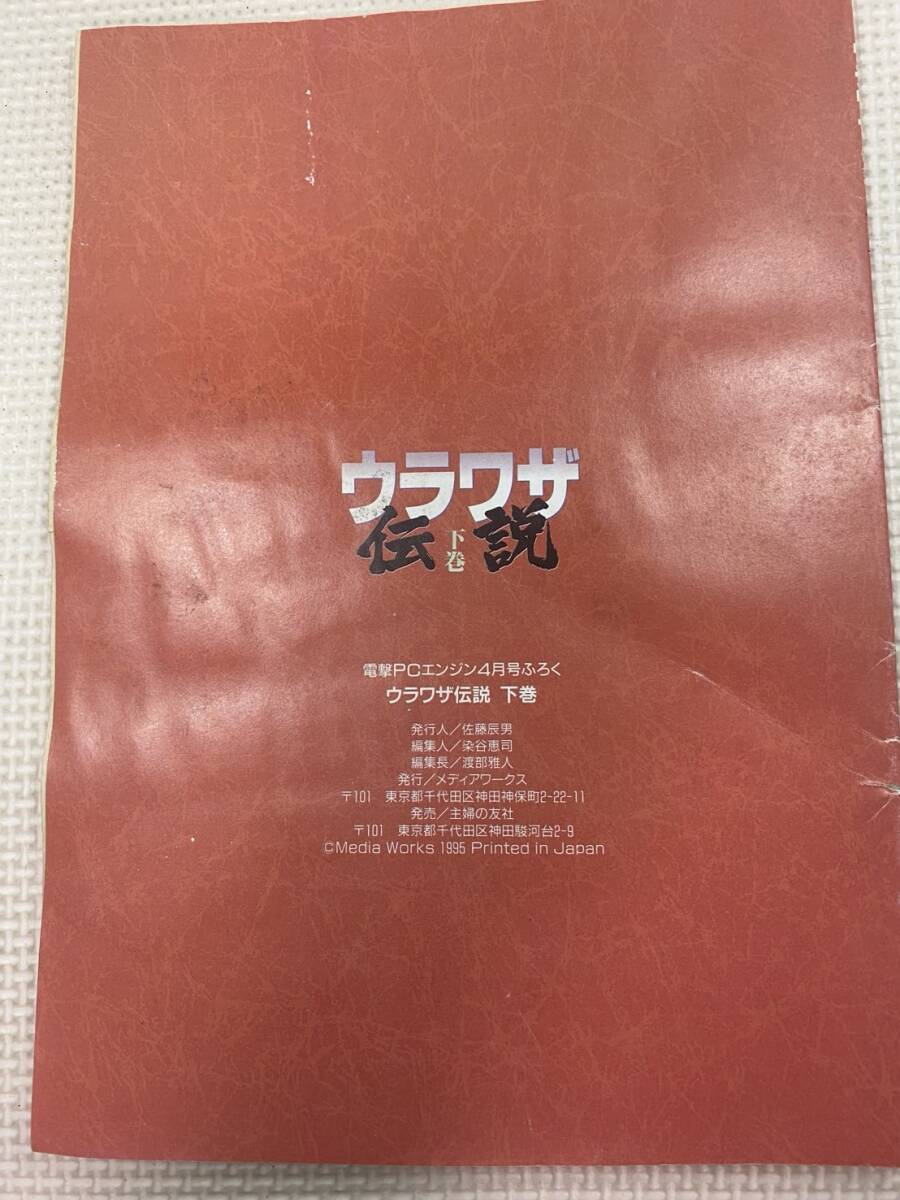 ウラワザ
伝下巻説
電撃PCエンジン4月号ふろく
ウラワザ伝説 下巻
発行人／佐藤辰男
編集人／染谷恵司
編集長／渡部雅人
発行／メディアワークス
〒101 東京都千代田区神田神保町2-22-11
発売／主婦の友社
〒101 東京都千代田区神田駿河台2-9
©Media Works 1995 Printed in Japan